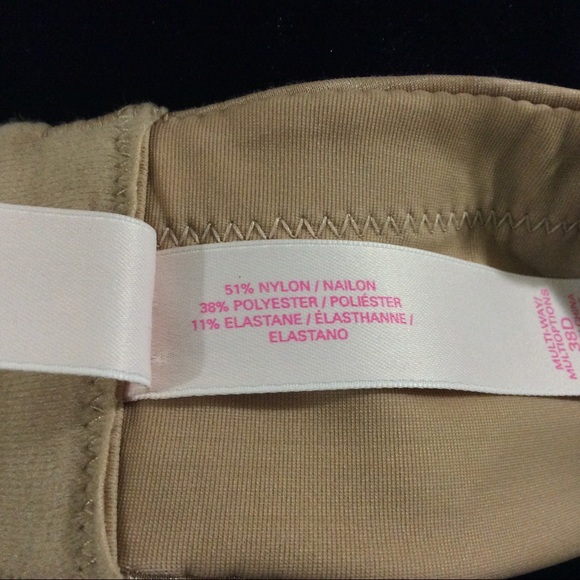 51% NYLON / NAILON
38% POLYESTER / POLIÉSTER
11% ELASTANE / ÉLASTHANNE /
ELASTANO
MULTI-WAY/
MULTIOPTIONS
38D